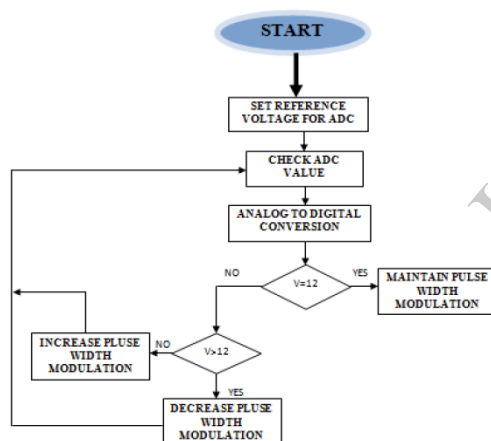 START
SET REFERENCE
VOLTAGE FOR ADC
CHECK ADC
VALUE
ANALOG TO DIGITAL
CONVERSION
NO
V=12
YES
MAINTAIN PULSE
WIDTH
MODULATION
INCREASE PLUSE
WIDTH
MODULATION
NO
V>12
YES
DECREASE PLUSE
WIDTH
MODULATION